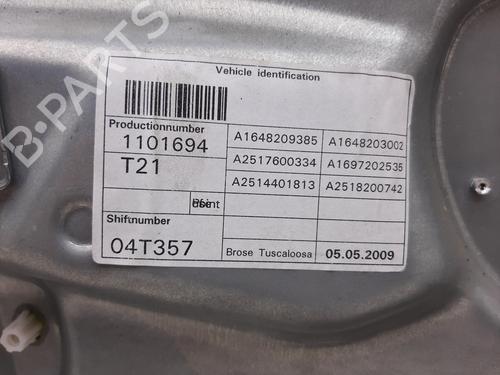 Vehicle identification
Productionnumber
1101694
T21
A1648209385 A1648203002
A2517600334 A1697202535
A2514401813 A2518200742
Shiftnumber
04T357
Brose Tuscaloosa 05.05.2009
B-PARTS